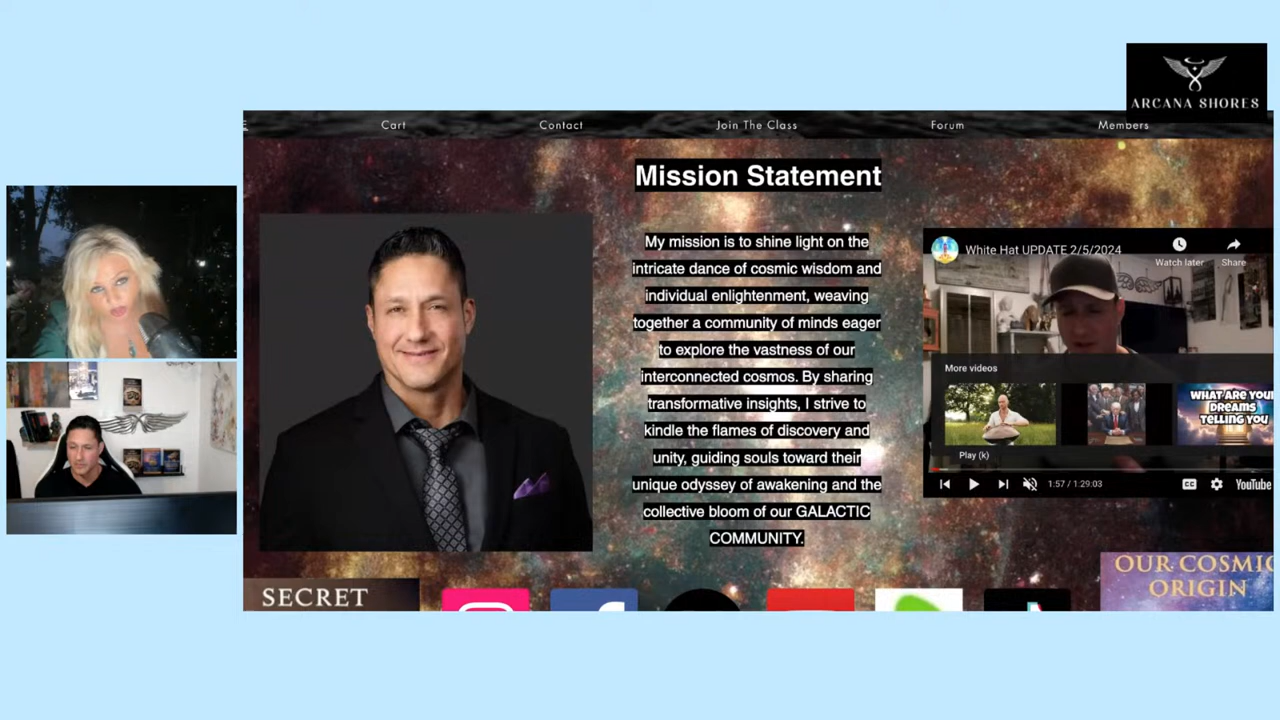 ARCANA SHORES
Cart
Contact
Join The Class
Forum
Members
Mission Statement
My mission is to shine light on the
intricate dance of cosmic wisdom and
individual enlightenment, weaving
together a community of minds eager
to explore the vastness of our
interconnected cosmos. By sharing
transformative insights, I strive to
kindle the flames of discovery and
unity, guiding souls toward their
unique odyssey of awakening and the
collective bloom of our GALACTIC
COMMUNITY.
White Hat UPDATE 2/5/2024
Watch later
Share
More videos
WHAT ARE YOUR
DREAMS
TELLING YOU
Play (k)
1:57 / 1:29:03
CC
YouTube
SECRET
OUR COSMIC
ORIGIN